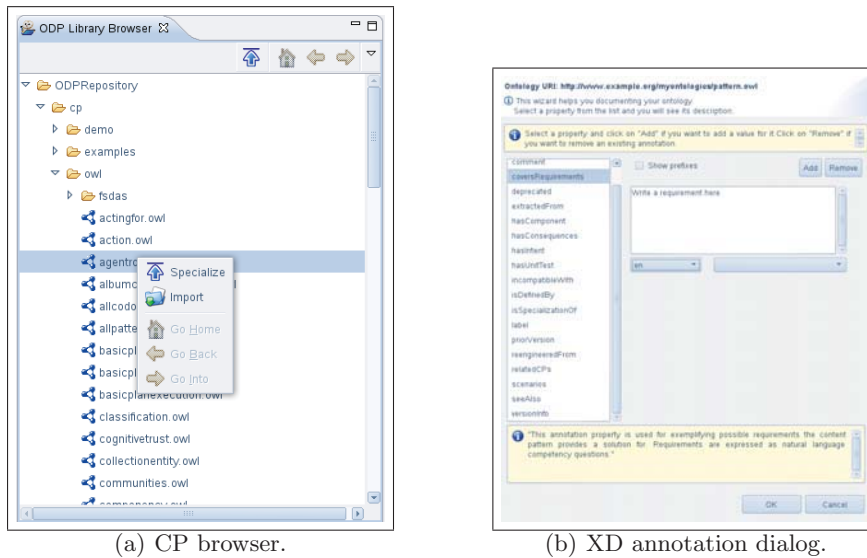 ODP Library Browser
ODPRepository
cp
demo
examples
owl
fsdas
actingfor.owl
action.owl
Specialize
albumc
Import
allcodo
allpatte
Go Home
basicpl
Go Back
basicpl
Go Into
basicplanexecution.owl
classification.owl
cognitivetrust.owl
collectionentity.owl
communities.owl
componency.owl
(a) CP browser.
Ontology URI: http://www.example.org/myontologies/pattern.owl
This wizard helps you documenting your ontology.
Select a property from the list and you will see its description.
Select a property and click on "Add" if you want to add a value for it Click on "Remove" if
you want to remove an existing annotation.
comment
Show prefixes
Add
Remove
coversRequirements
deprecated
Write a requirement here
extractedFrom
hasComponent
hasConsequences
hasIntent
hasUnitTest
en
incompatibleWith
isDefinedBy
isSpecializationOf
label
priorVersion
reengineeredFrom
relatedCPs
scenarios
seeAlso
versionInfo
"This annotation property is used for exemplifying possible requirements the content
pattern provides a solution for. Requirements are expressed as natural language
competency questions."
OK
Cancel
(b) XD annotation dialog.